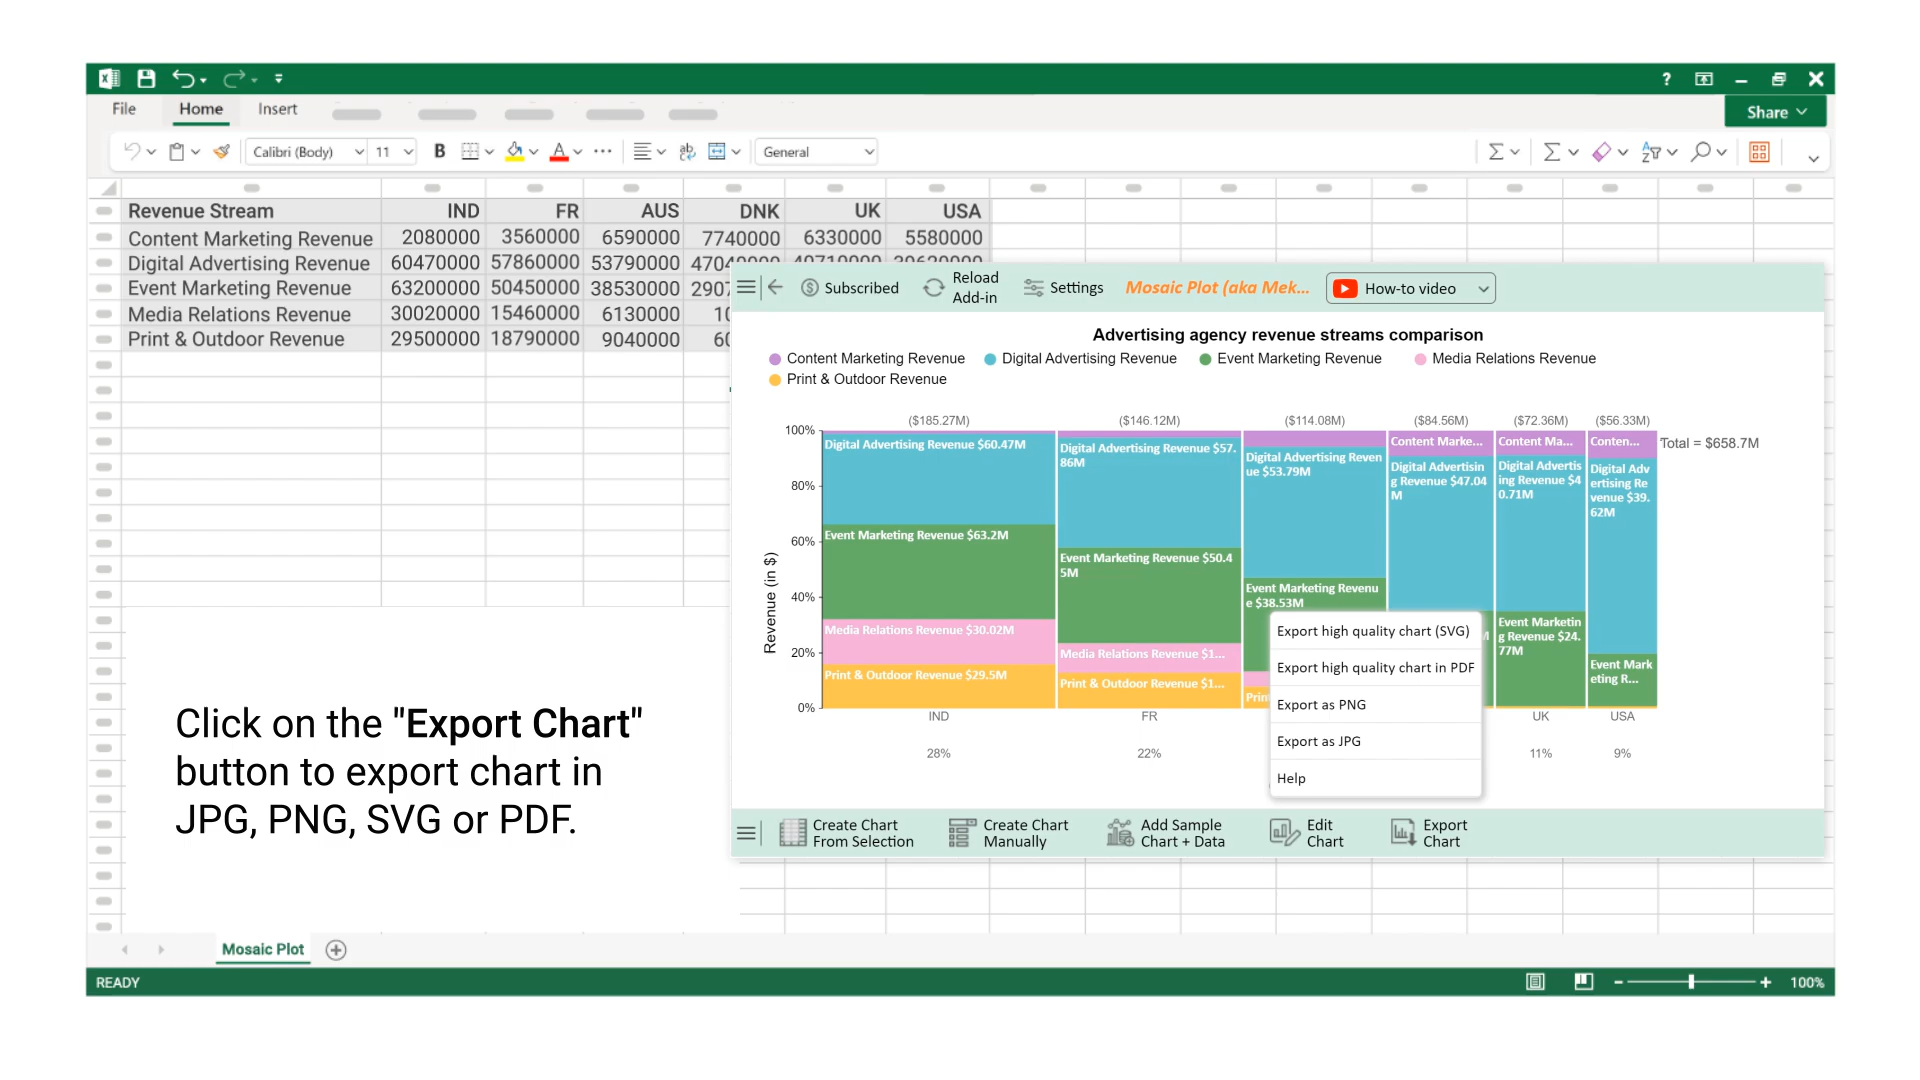 ?
File Home Insert
Share
Calibri (Body) 11 B A General
Revenue Stream IND FR AUS DNK UK USA
Content Marketing Revenue 2080000 3560000 6590000 7740000 6330000 5580000
Digital Advertising Revenue 60470000 57860000 53790000
Event Marketing Revenue 63200000 50450000 38530000
Media Relations Revenue 30020000 15460000 6130000
Print & Outdoor Revenue 29500000 18790000 9040000
Subscribed
Reload
Add-in
Settings
Mosaic Plot (aka Mek...
How-to video
Advertising agency revenue streams comparison
Content Marketing Revenue Digital Advertising Revenue Event Marketing Revenue Media Relations Revenue
Print & Outdoor Revenue
($185.27M) ($146.12M) ($114.08M) ($84.56M) ($72.36M) ($56.33M)
Total = $658.7M
100%
80%
60%
40%
20%
0%
Revenue (in $)
Digital Advertising Revenue $60.47M
Event Marketing Revenue $63.2M
Media Relations Revenue $30.02M
Print & Outdoor Revenue $29.5M
Digital Advertising Revenue $57.
86M
Event Marketing Revenue $50.4
5M
Media Relations Revenue $1...
Print & Outdoor Revenue $1...
Digital Advertising Reven
ue $53.79M
Event Marketing Revenu
e $38.53M
Content Marke...
Digital Advertisin
g Revenue $47.04
M
Content Ma...
Digital Advertis
ing Revenue $4
0.71M
Event Marketin
g Revenue $24.
77M
Conten...
Digital Adv
ertising Re
venue $39.
62M
Event Mark
eting R...
IND FR UK USA
28% 22% 11% 9%
Export high quality chart (SVG)
Export high quality chart in PDF
Export as PNG
Export as JPG
Help
Create Chart
From Selection
Create Chart
Manually
Add Sample
Chart + Data
Edit
Chart
Export
Chart
Click on the "Export Chart"
button to export chart in
JPG, PNG, SVG or PDF.
Mosaic Plot
READY
100%